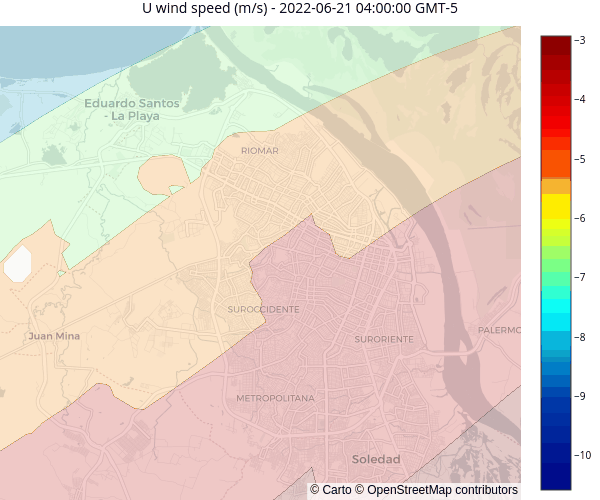 U wind speed (m/s) - 2022-06-21 04:00:00 GMT-5
−3
Eduardo Santos
- La Playa
−4
RIOMAR
−5
−6
−7
SUROCCIDENTE
PALERMO
Juan Mina
SURORIENTE
−8
−9
METROPOLITANA
Soledad
−10
© Carto © OpenStreetMap contributors